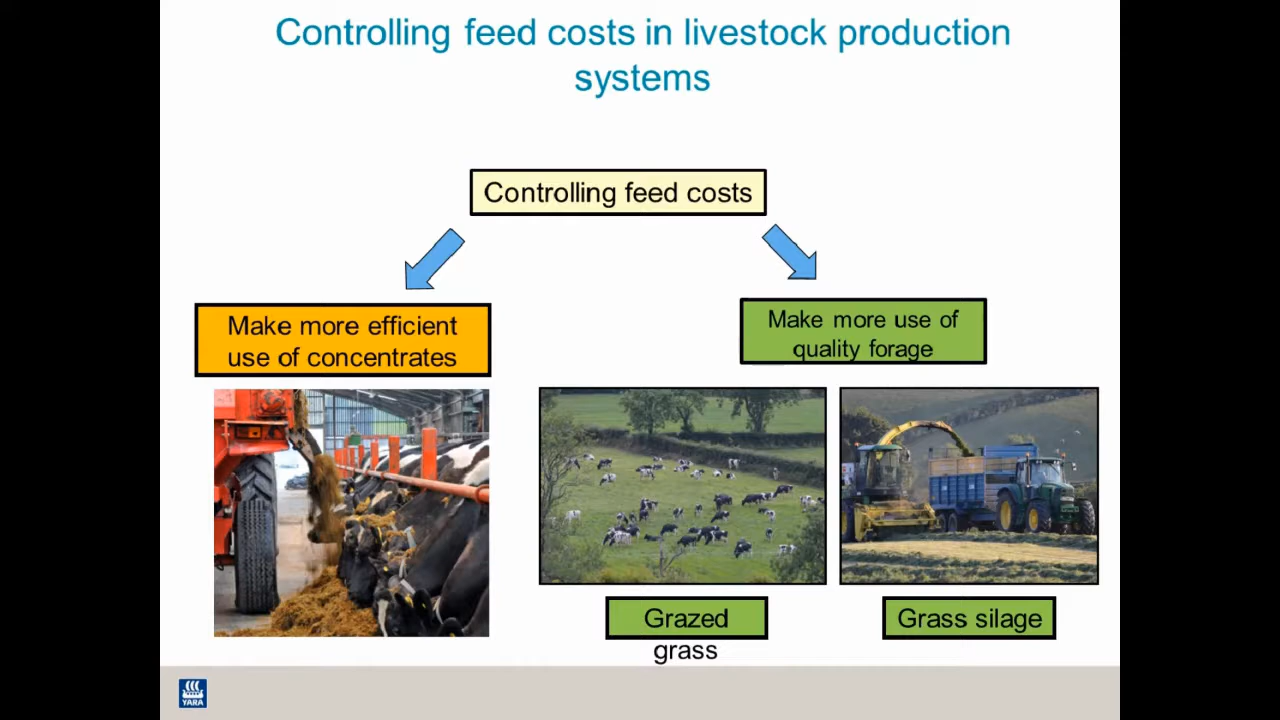 Controlling feed costs in livestock production
systems
Controlling feed costs
Make more efficient
use of concentrates
Make more use of
quality forage
Grazed
grass
Grass silage
YARA